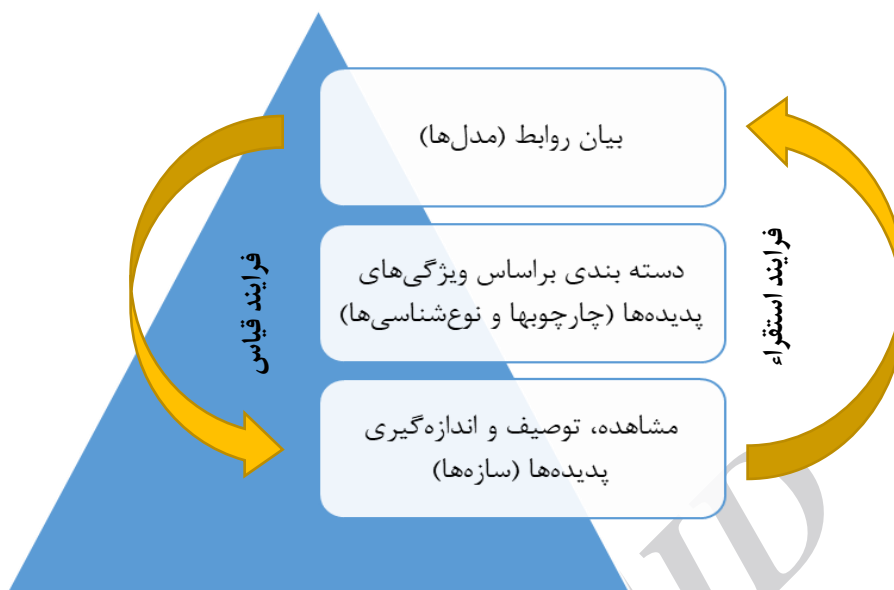 بیان روابط (مدل‌ها)
دسته بندی براساس ویژگی‌های
پدیده‌ها (چارچوبها و نوع‌شناسی‌ها)
مشاهده، توصیف و اندازه‌گیری
پدیده‌ها (سازه‌ها)
فرایند استقراء
فرایند قیاس